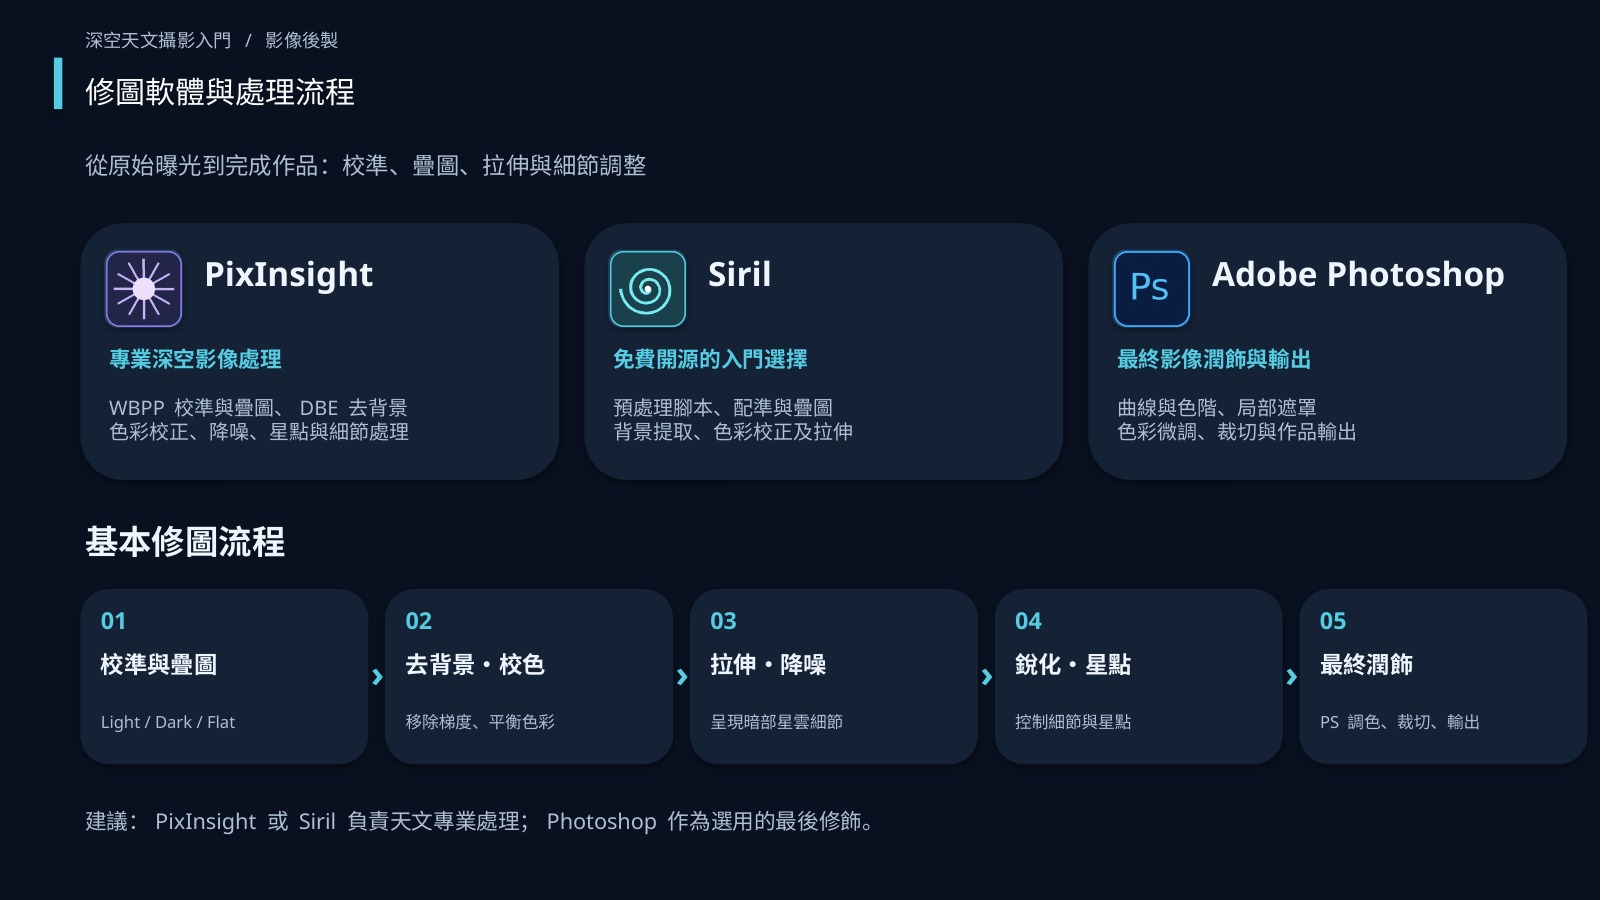 深空天文攝影入門 / 影像後製
修圖軟體與處理流程
從原始曝光到完成作品：校準、疊圖、拉伸與細節調整
PixInsight
專業深空影像處理
WBPP 校準與疊圖、 DBE 去背景
色彩校正、降噪、星點與細節處理
Siril
免費開源的入門選擇
預處理腳本、配準與疊圖
背景提取、色彩校正及拉伸
Ps
Adobe Photoshop
最終影像潤飾與輸出
曲線與色階、局部遮罩
色彩微調、裁切與作品輸出
基本修圖流程
01
校準與疊圖
Light / Dark / Flat
›
02
去背景・校色
移除梯度、平衡色彩
›
03
拉伸・降噪
呈現暗部星雲細節
›
04
銳化・星點
控制細節與星點
›
05
最終潤飾
PS 調色、裁切、輸出
建議： PixInsight 或 Siril 負責天文專業處理； Photoshop 作為選用的最後修飾。